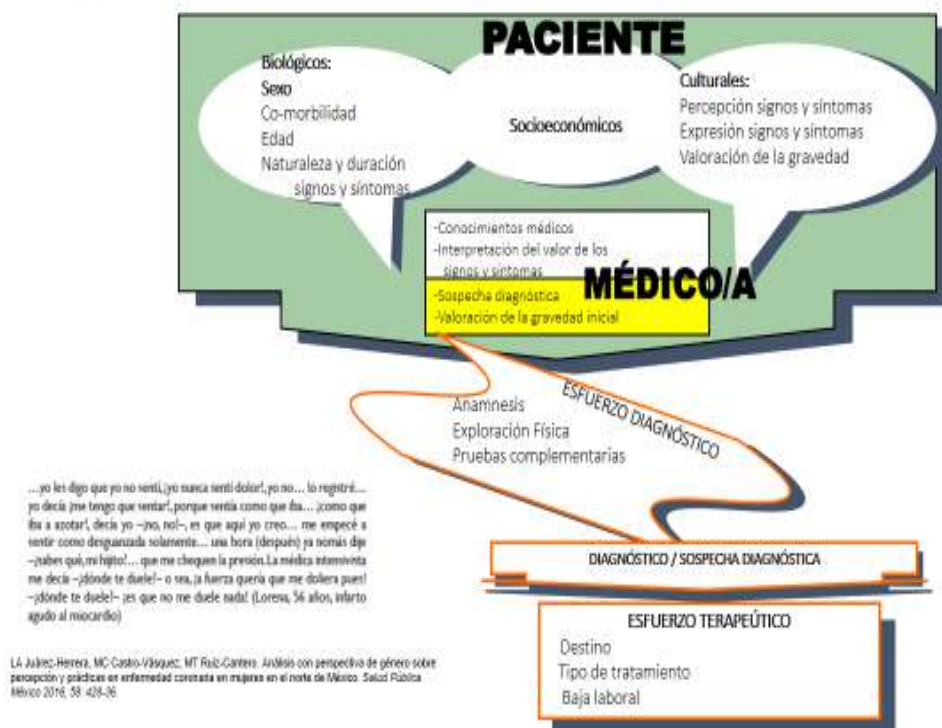 PACIENTE
Biológicos:
Sexo
Co-morbilidad
Edad
Naturaleza y duración
signos y síntomas
Socioeconómicos
Culturales:
Percepción signos y síntomas
Expresión signos y síntomas
Valoración de la gravedad
-Conocimientos médicos
-Interpretación del valor de los
signos y síntomas
-Sospecha diagnóstica
-Valoración de la gravedad inicial
MÉDICO/A
ESFUERZO DIAGNÓSTICO
Anamnesis
Exploración Física
Pruebas complementarias
…yo les digo que yo no sentí, ¡yo nunca sentí dolor!, yo no… lo registré…
yo decía ¡me tengo que sentar!, porque sentía como que iba… ¡como que
iba a azotar!, decía yo –¡no, no!–, es que aquí yo creo… me empecé a
sentir como desguanzada solamente… una hora (después) ya nomás dije
–¿sabes qué, mi hijito!… que me chequen la presión. La médica intensivista
me decía –¡dónde te duele!– o sea, ¡a fuerza quería que me doliera pues!
–¡dónde te duele!– ¡es que no me duele nada! (Lorena, 56 años, infarto
agudo al miocardio)
LA Juárez-Herrera, MC Castro-Vásquez, MT Ruiz-Cantero. Análisis con perspectiva de género sobre
percepción y prácticas en enfermedad coronaria en mujeres en el norte de México. Salud Pública
México 2016; 58: 428-36.
DIAGNÓSTICO / SOSPECHA DIAGNÓSTICA
ESFUERZO TERAPEÚTICO
Destino
Tipo de tratamiento
Baja laboral